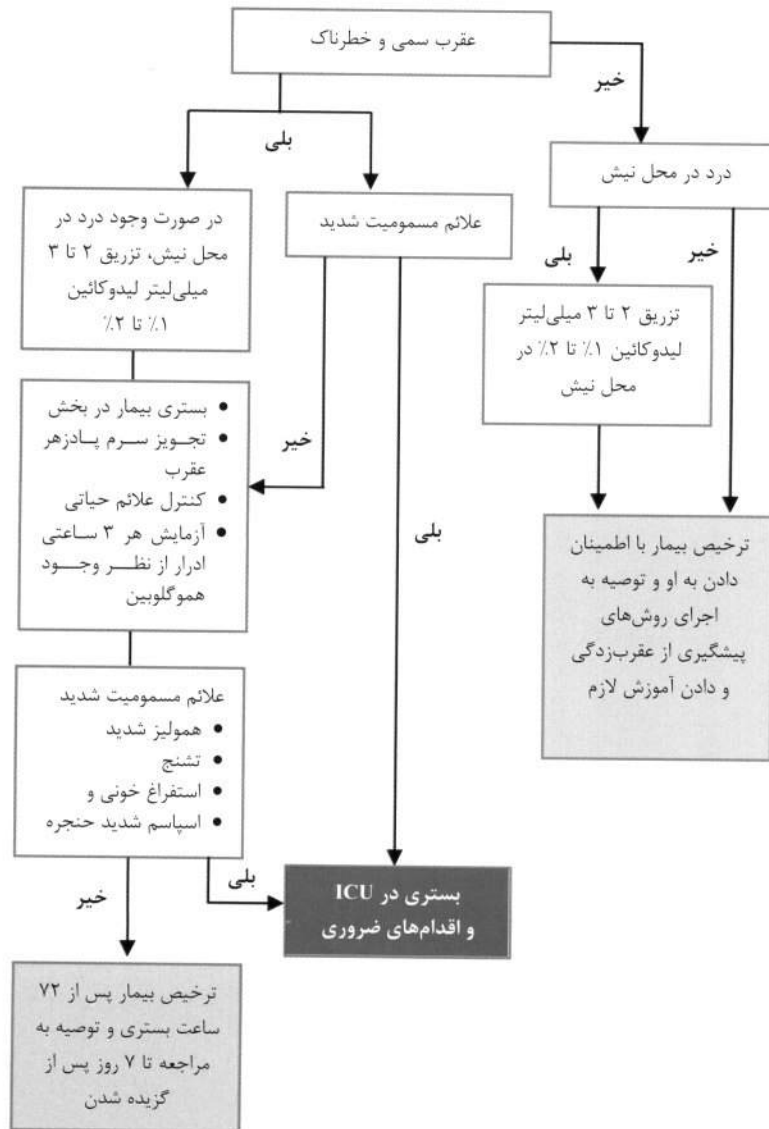 عقرب سمی و خطرناک
خیر
بلی
درد در محل نیش
علائم مسمومیت شدید
در صورت وجود درد در
محل نیش، تزریق ۲ تا ۳
میلی‌لیتر لیدوکائین
۱٪ تا ۲٪
بلی
خیر
تزریق ۲ تا ۳ میلی‌لیتر
لیدوکائین ۱٪ تا ۲٪ در
محل نیش
• بستری بیمار در بخش
• تجویز سرم پادزهر
عقرب
• کنترل علائم حیاتی
• آزمایش هر ۳ ساعتی
ادرار از نظر وجود
هموگلوبین
خیر
بلی
ترخیص بیمار با اطمینان
دادن به او و توصیه به
اجرای روش‌های
پیشگیری از عقرب‌زدگی
و دادن آموزش لازم
علائم مسمومیت شدید
• همولیز شدید
• تشنج
• استفراغ خونی و
• اسپاسم شدید حنجره
بلی
خیر
بستری در ICU
و اقدام‌های ضروری
ترخیص بیمار پس از ۷۲
ساعت بستری و توصیه به
مراجعه تا ۷ روز پس از
گزیده شدن